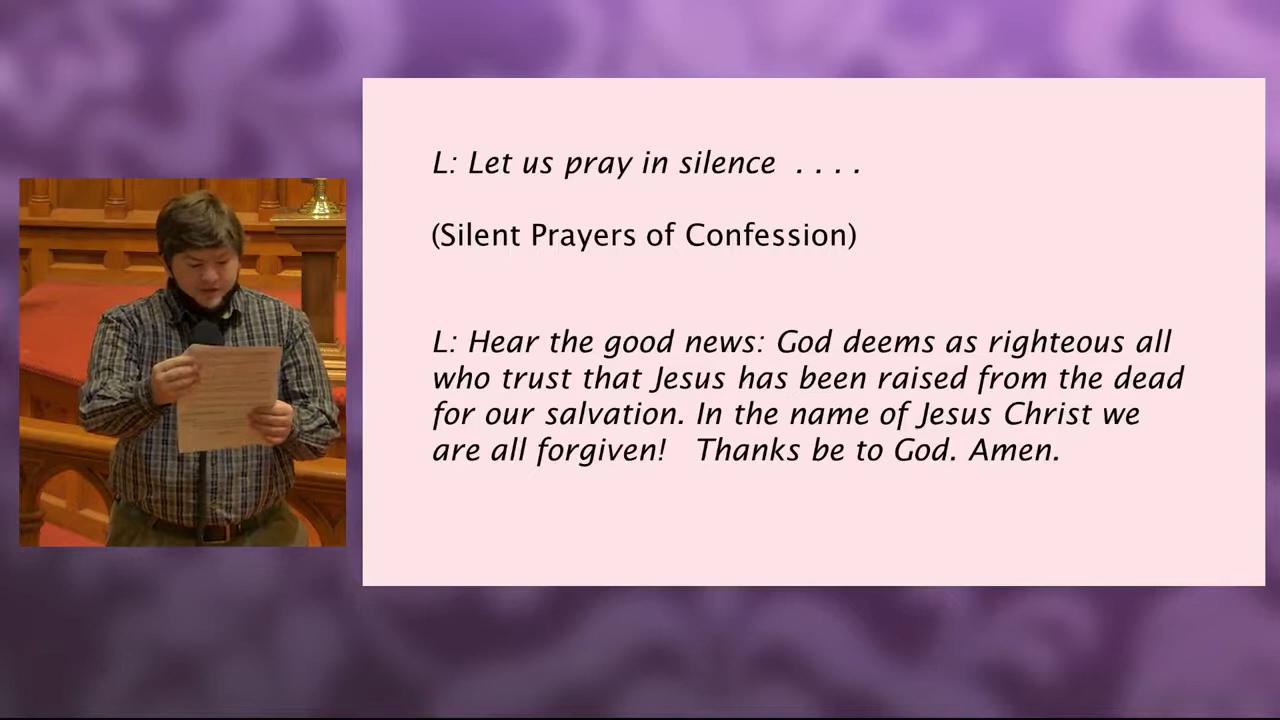 L: Let us pray in silence . . . .
(Silent Prayers of Confession)
L: Hear the good news: God deems as righteous all
who trust that Jesus has been raised from the dead
for our salvation. In the name of Jesus Christ we
are all forgiven! Thanks be to God. Amen.